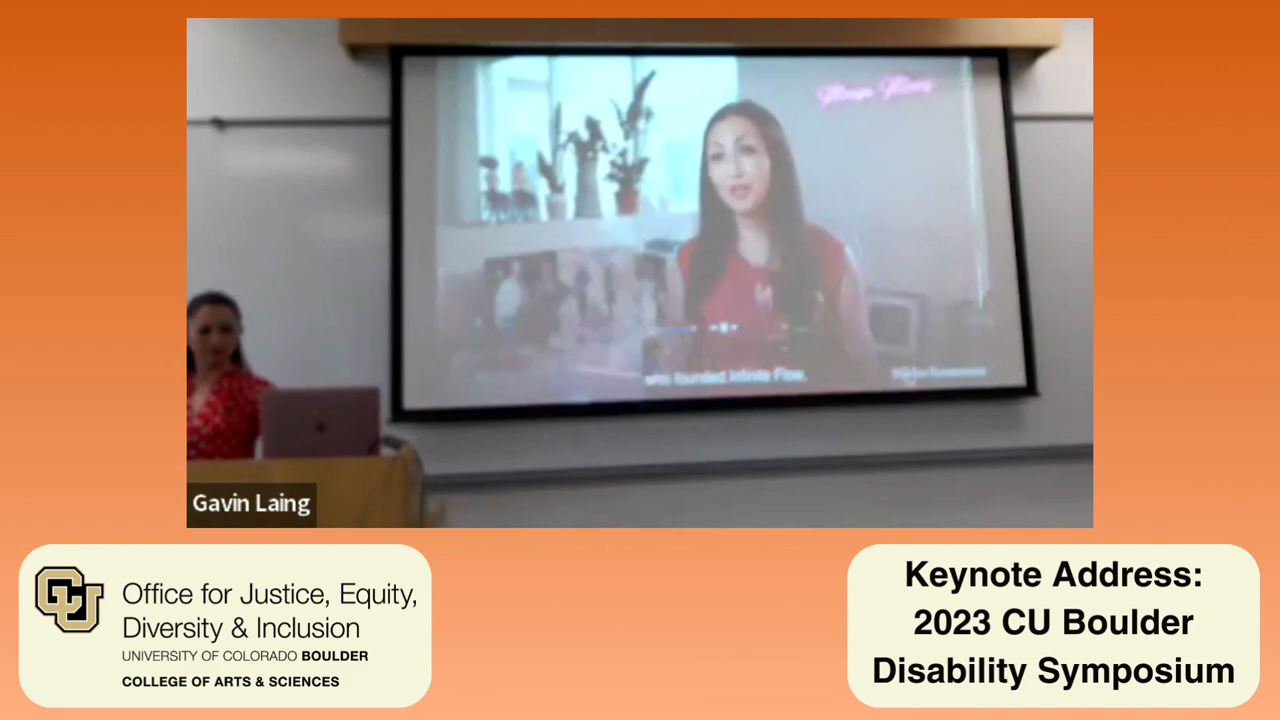 who founded Infinite Flow,
Gavin Laing
CU
Office for Justice, Equity,
Diversity & Inclusion
UNIVERSITY OF COLORADO BOULDER
COLLEGE OF ARTS & SCIENCES
Keynote Address:
2023 CU Boulder
Disability Symposium